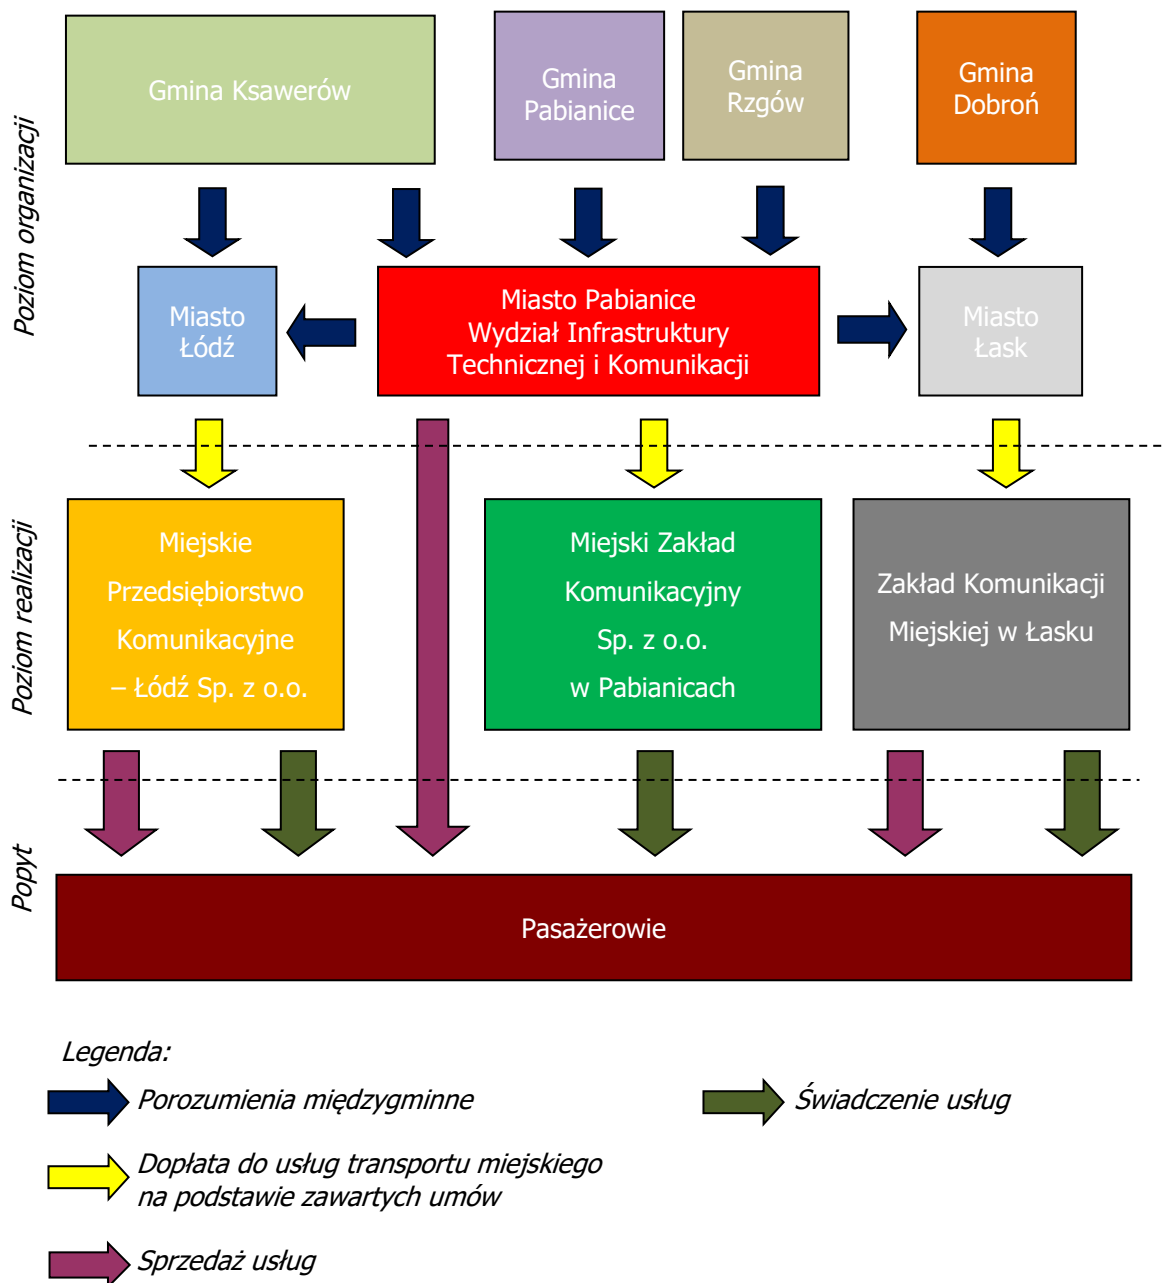 Poziom organizacji
Gmina Ksawerów
Gmina
Pabianice
Gmina
Rzgów
Gmina
Dobroń
Miasto
Łódź
Miasto Pabianice
Wydział Infrastruktury
Technicznej i Komunikacji
Miasto
Łask
Poziom realizacji
Miejskie
Przedsiębiorstwo
Komunikacyjne
– Łódź Sp. z o.o.
Miejski Zakład
Komunikacyjny
Sp. z o.o.
w Pabianicach
Zakład Komunikacji
Miejskiej w Łasku
Popyt
Pasażerowie
Legenda:
Porozumienia międzygminne
Świadczenie usług
Dopłata do usług transportu miejskiego
na podstawie zawartych umów
Sprzedaż usług